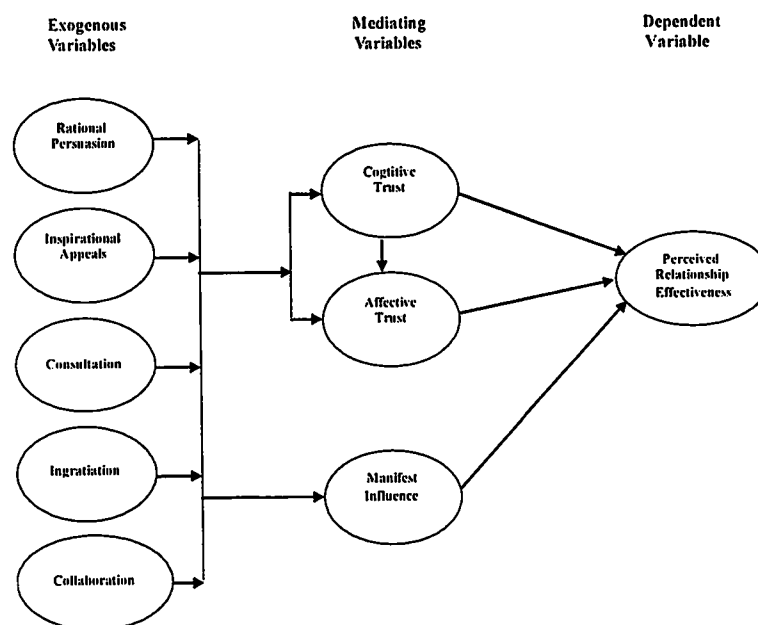 Exogenous
Variables
Mediating
Variables
Dependent
Variable
Rational
Persuasion
Inspirational
Appeals
Consultation
Ingratiation
Collaboration
Cogtitive
Trust
Affective
Trust
Manifest
Influence
Perceived
Relationship
Effectiveness